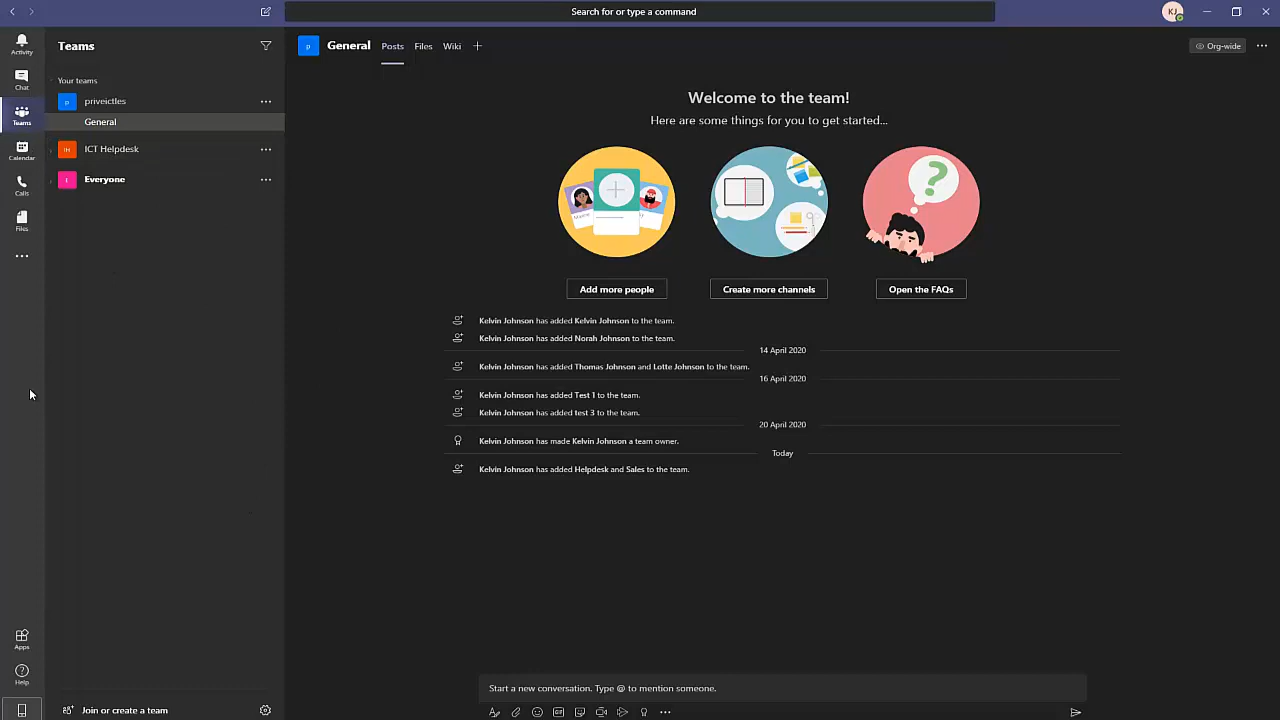 Search for or type a command
KJ
Activity
Chat
Teams
Calendar
Calls
Files
Apps
Help
Teams
Your teams
p priveictles
General
IH ICT Helpdesk
E Everyone
Join or create a team
p General Posts Files Wiki
Org-wide
Welcome to the team!
Here are some things for you to get started...
Add more people
Create more channels
Open the FAQs
Kelvin Johnson has added Kelvin Johnson to the team.
Kelvin Johnson has added Norah Johnson to the team.
14 April 2020
Kelvin Johnson has added Thomas Johnson and Lotte Johnson to the team.
16 April 2020
Kelvin Johnson has added Test 1 to the team.
Kelvin Johnson has added test 3 to the team.
20 April 2020
Kelvin Johnson has made Kelvin Johnson a team owner.
Today
Kelvin Johnson has added Helpdesk and Sales to the team.
Start a new conversation. Type @ to mention someone.
GIF